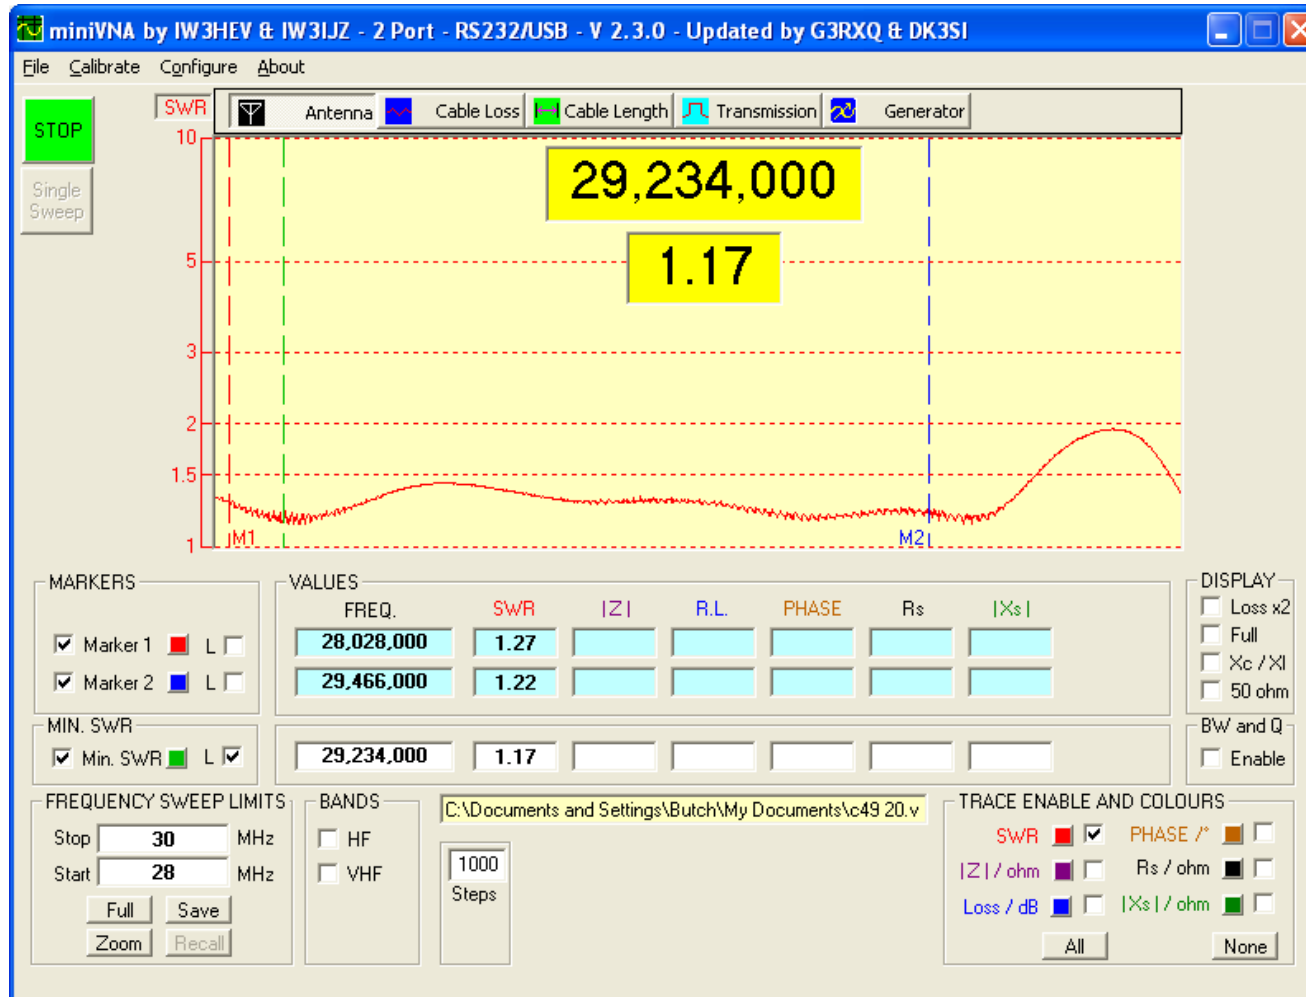 miniVNA by IW3HEV & IW3IJZ - 2 Port - RS232/USB - V 2.3.0 - Updated by G3RXQ & DK3SI
File Calibrate Configure About
STOP
Single
Sweep
SWR
Antenna Cable Loss Cable Length Transmission Generator
10
5
3
2
1.5
1
29,234,000
1.17
M1
M2
MARKERS
Marker 1 L
Marker 2 L
VALUES
FREQ. SWR |Z| R.L. PHASE Rs |Xs|
28,028,000 1.27
29,466,000 1.22
DISPLAY
Loss x2
Full
Xc / Xl
50 ohm
MIN. SWR
Min. SWR L
29,234,000 1.17
BW and Q
Enable
FREQUENCY SWEEP LIMITS
Stop 30 MHz
Start 28 MHz
Full Save
Zoom Recall
BANDS
HF
VHF
C:\Documents and Settings\Butch\My Documents\c49 20.v
1000
Steps
TRACE ENABLE AND COLOURS
SWR PHASE /°
|Z| / ohm Rs / ohm
Loss / dB |Xs| / ohm
All None